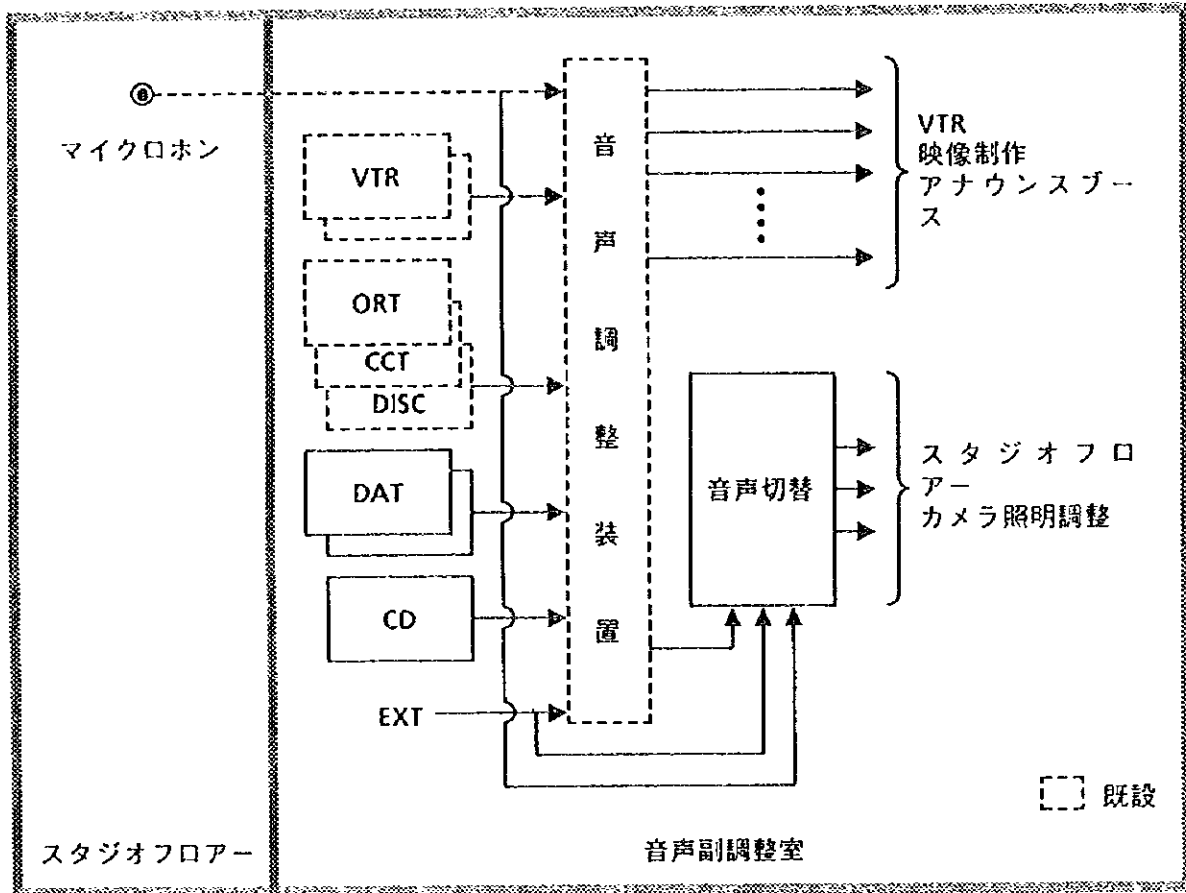 ⑥
マイクロホン
VTR
ORT
CCT
DISC
DAT
CD
EXT
音声調整装置
VTR
映像制作
アナウンスブー
ス
音声切替
スタジオフロ
アー
カメラ照明調整
既設
スタジオフロアー
音声副調整室